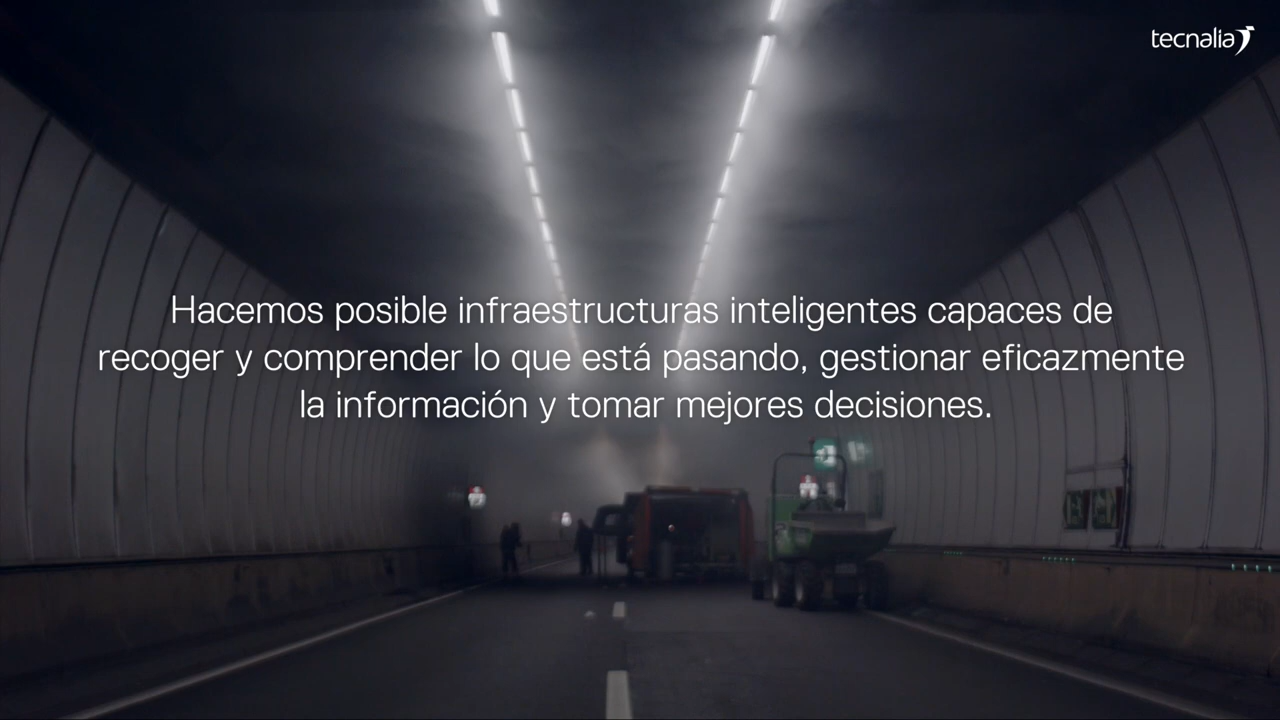 tecnalia
Hacemos posible infraestructuras inteligentes capaces de
recoger y comprender lo que está pasando, gestionar eficazmente
la información y tomar mejores decisiones.